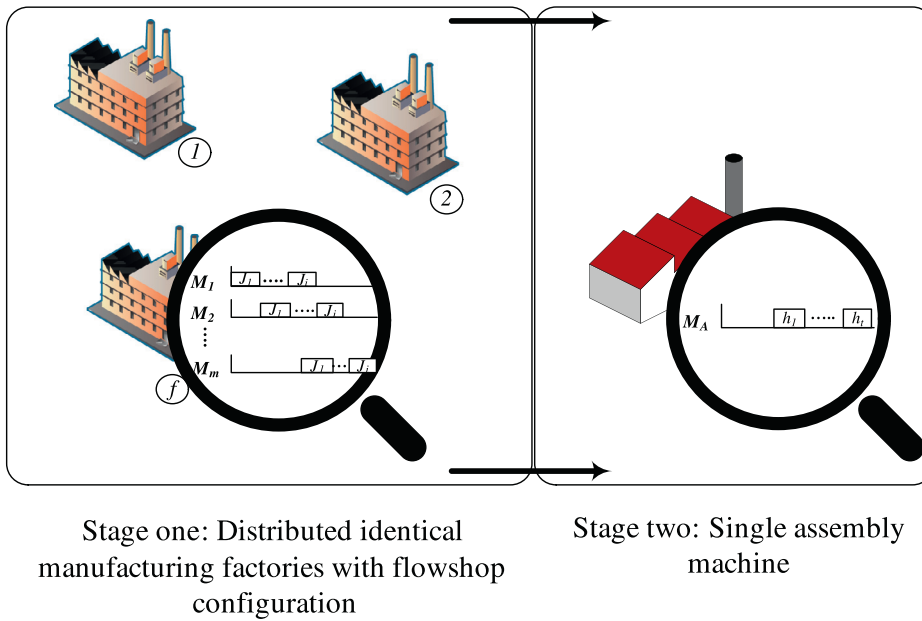 1
2
M1 J1 ···· Ji
M2 J1 ···· Ji
Mm J1 ··· Ji
f
MA h1 ····· ht
Stage one: Distributed identical
manufacturing factories with flowshop
configuration
Stage two: Single assembly
machine